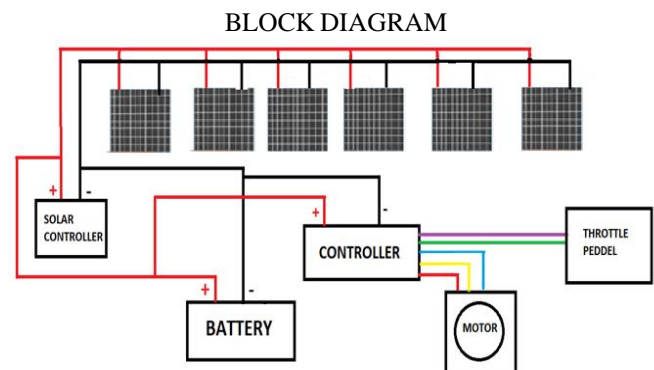 BLOCK DIAGRAM
+ -
SOLAR
CONTROLLER
+ -
CONTROLLER
THROTTLE
PEDDEL
+ -
BATTERY
MOTOR